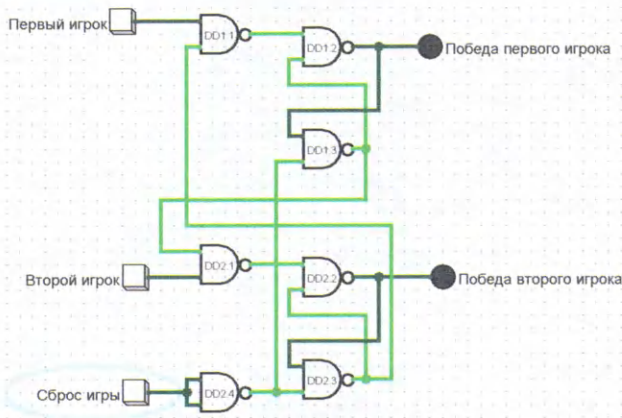 Первый игрок
DD1.1
DD1.2
Победа первого игрока
DD1.3
DD2.1
DD2.2
Второй игрок
Победа второго игрока
Сброс игры
DD2.4
DD2.3